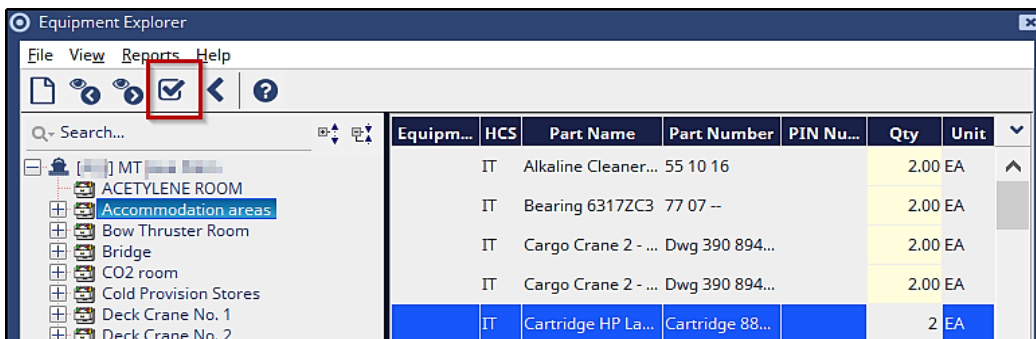 Equipment Explorer
File View Reports Help
Search...
Equipm... HCS Part Name Part Number PIN Nu... Qty Unit
[ ] MT
ACETYLENE ROOM
Accommodation areas
Bow Thruster Room
Bridge
CO2 room
Cold Provision Stores
Deck Crane No. 1
Deck Crane No. 2
IT Alkaline Cleaner... 55 10 16 2.00 EA
IT Bearing 6317ZC3 77 07 -- 2.00 EA
IT Cargo Crane 2 - ... Dwg 390 894... 2.00 EA
IT Cargo Crane 2 - ... Dwg 390 894... 2.00 EA
IT Cartridge HP La... Cartridge 88... 2 EA